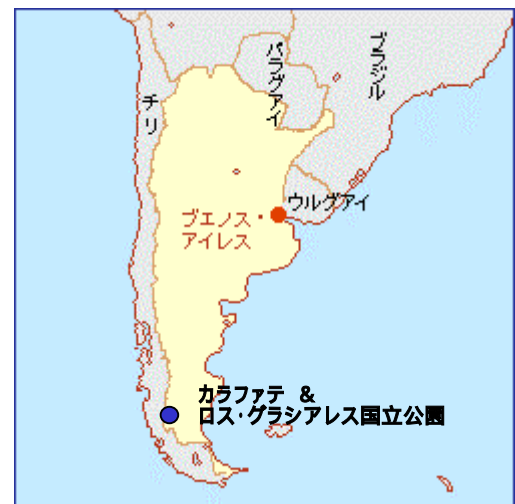 パラグアイ
ブラジル
チリ
ウルグアイ
ブエノス・
アイレス
カラファテ &
ロス・グラシアレス国立公園